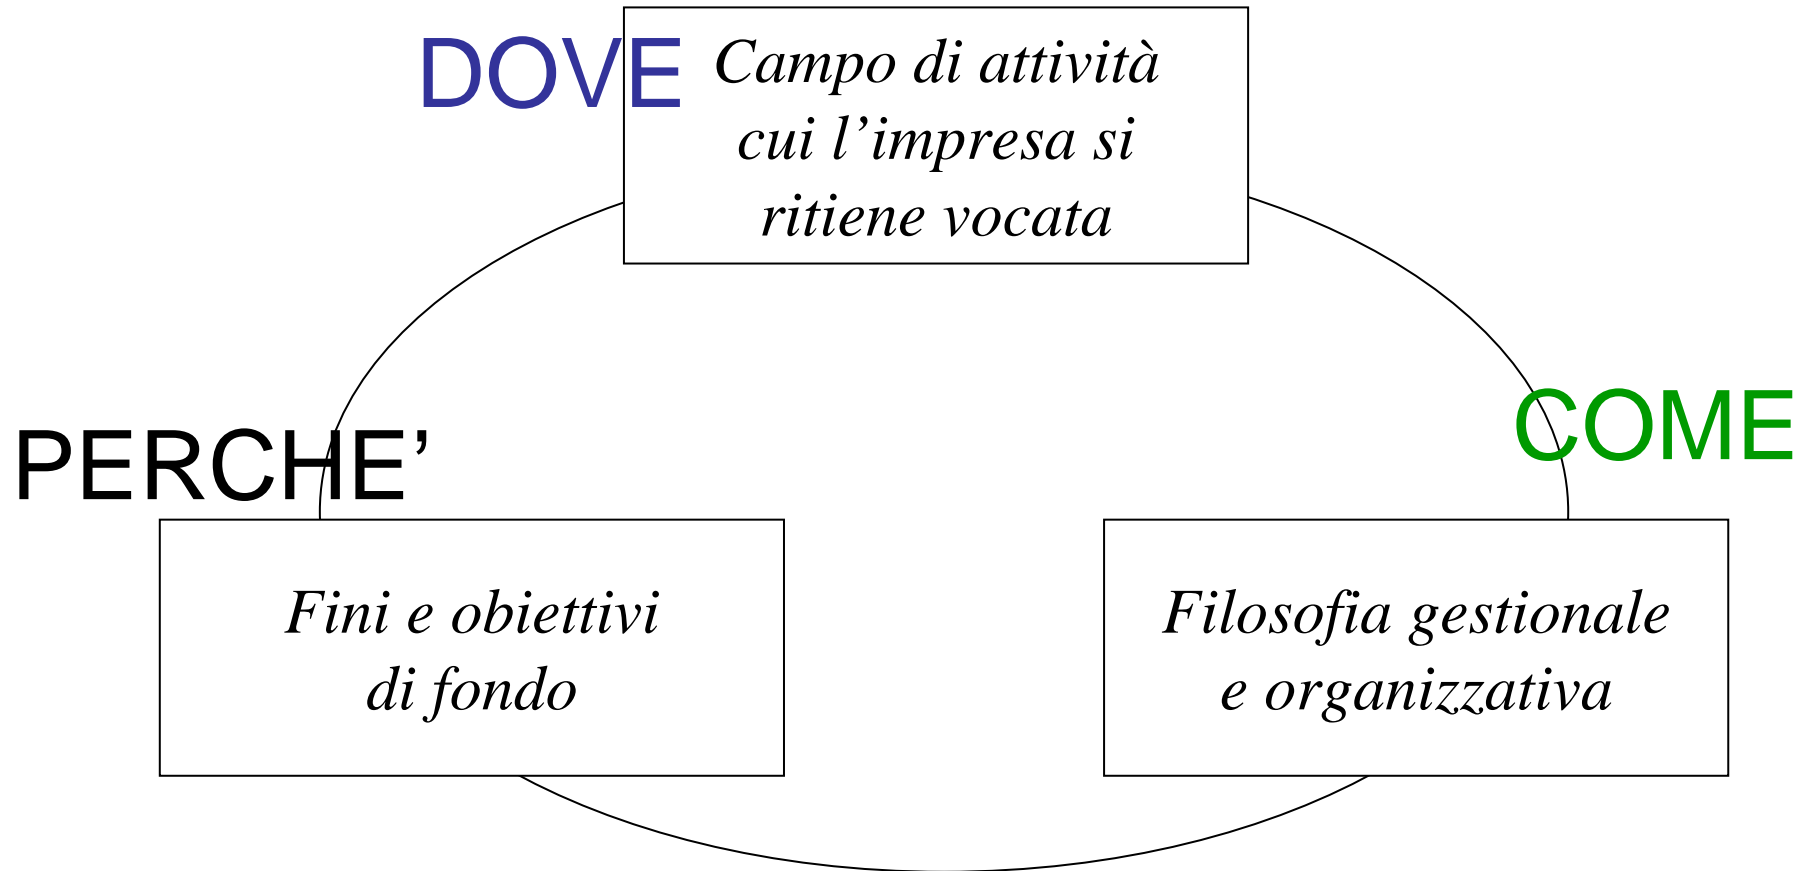 DOVE
Campo di attività
cui l’impresa si
ritiene vocata
PERCHE’
COME
Fini e obiettivi
di fondo
Filosofia gestionale
e organizzativa